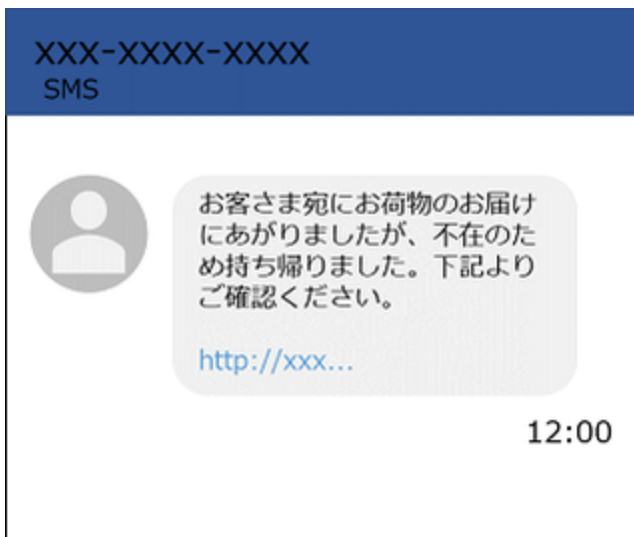 xxx-xxxx-xxxx
SMS
お客さま宛にお荷物のお届け
にあがりましたが、不在のた
め持ち帰りました。下記より
ご確認ください。
http://xxx...
12:00